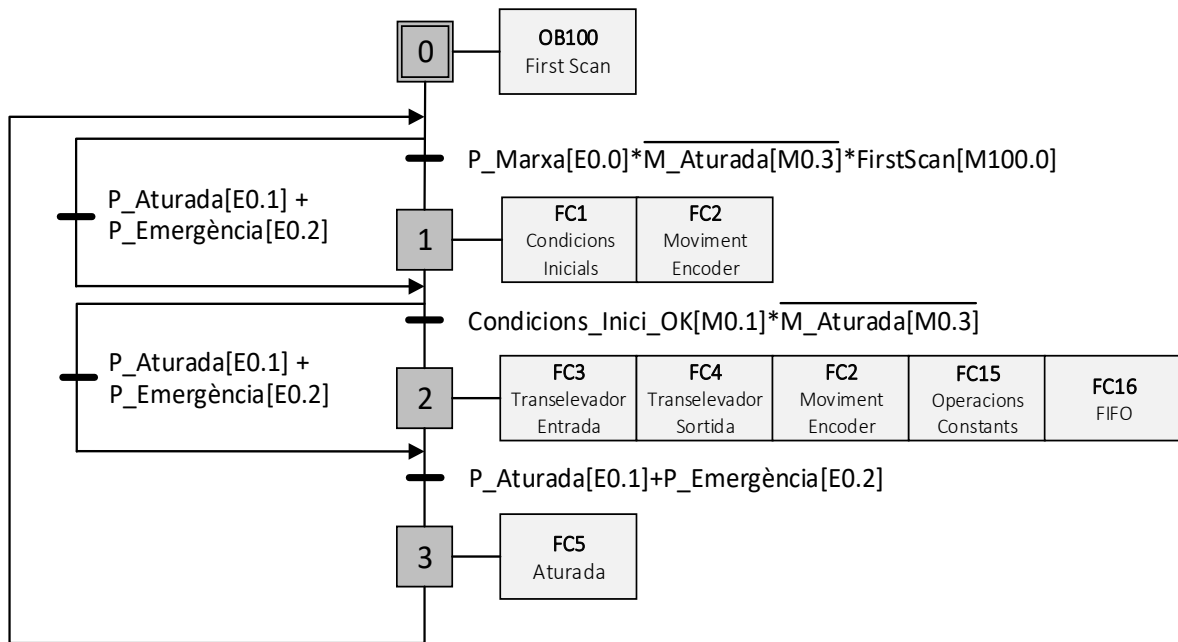 0
OB100
First Scan
P_Marxa[E0.0]*M_Aturada[M0.3]*FirstScan[M100.0]
P_Aturada[E0.1] +
P_Emergència[E0.2]
1
FC1
Condicions
Inicials
FC2
Moviment
Encoder
Condicions_Inici_OK[M0.1]*M_Aturada[M0.3]
P_Aturada[E0.1] +
P_Emergència[E0.2]
2
FC3
Transelevador
Entrada
FC4
Transelevador
Sortida
FC2
Moviment
Encoder
FC15
Operacions
Constants
FC16
FIFO
P_Aturada[E0.1]+P_Emergència[E0.2]
3
FC5
Aturada